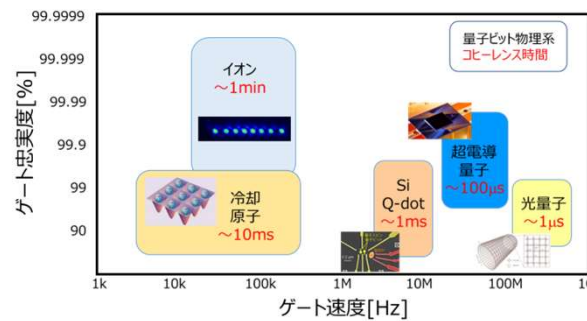 99.9999
99.999
99.99
99.9
99
90
ゲート忠実度[%]
量子ビット物理系
コヒーレンス時間
イオン
～1min
冷却
原子
～10ms
Si
Q-dot
～1ms
超電導
量子
～100μs
光量子
～1μs
1k
10k
100k
1M
10M
100M
ゲート速度[Hz]